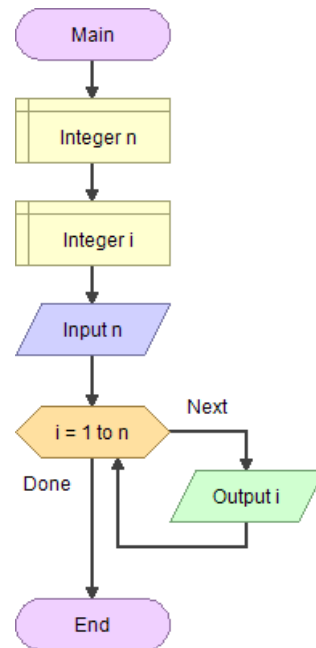 Main
Integer n
Integer i
Input n
i = 1 to n
Next
Done
Output i
End